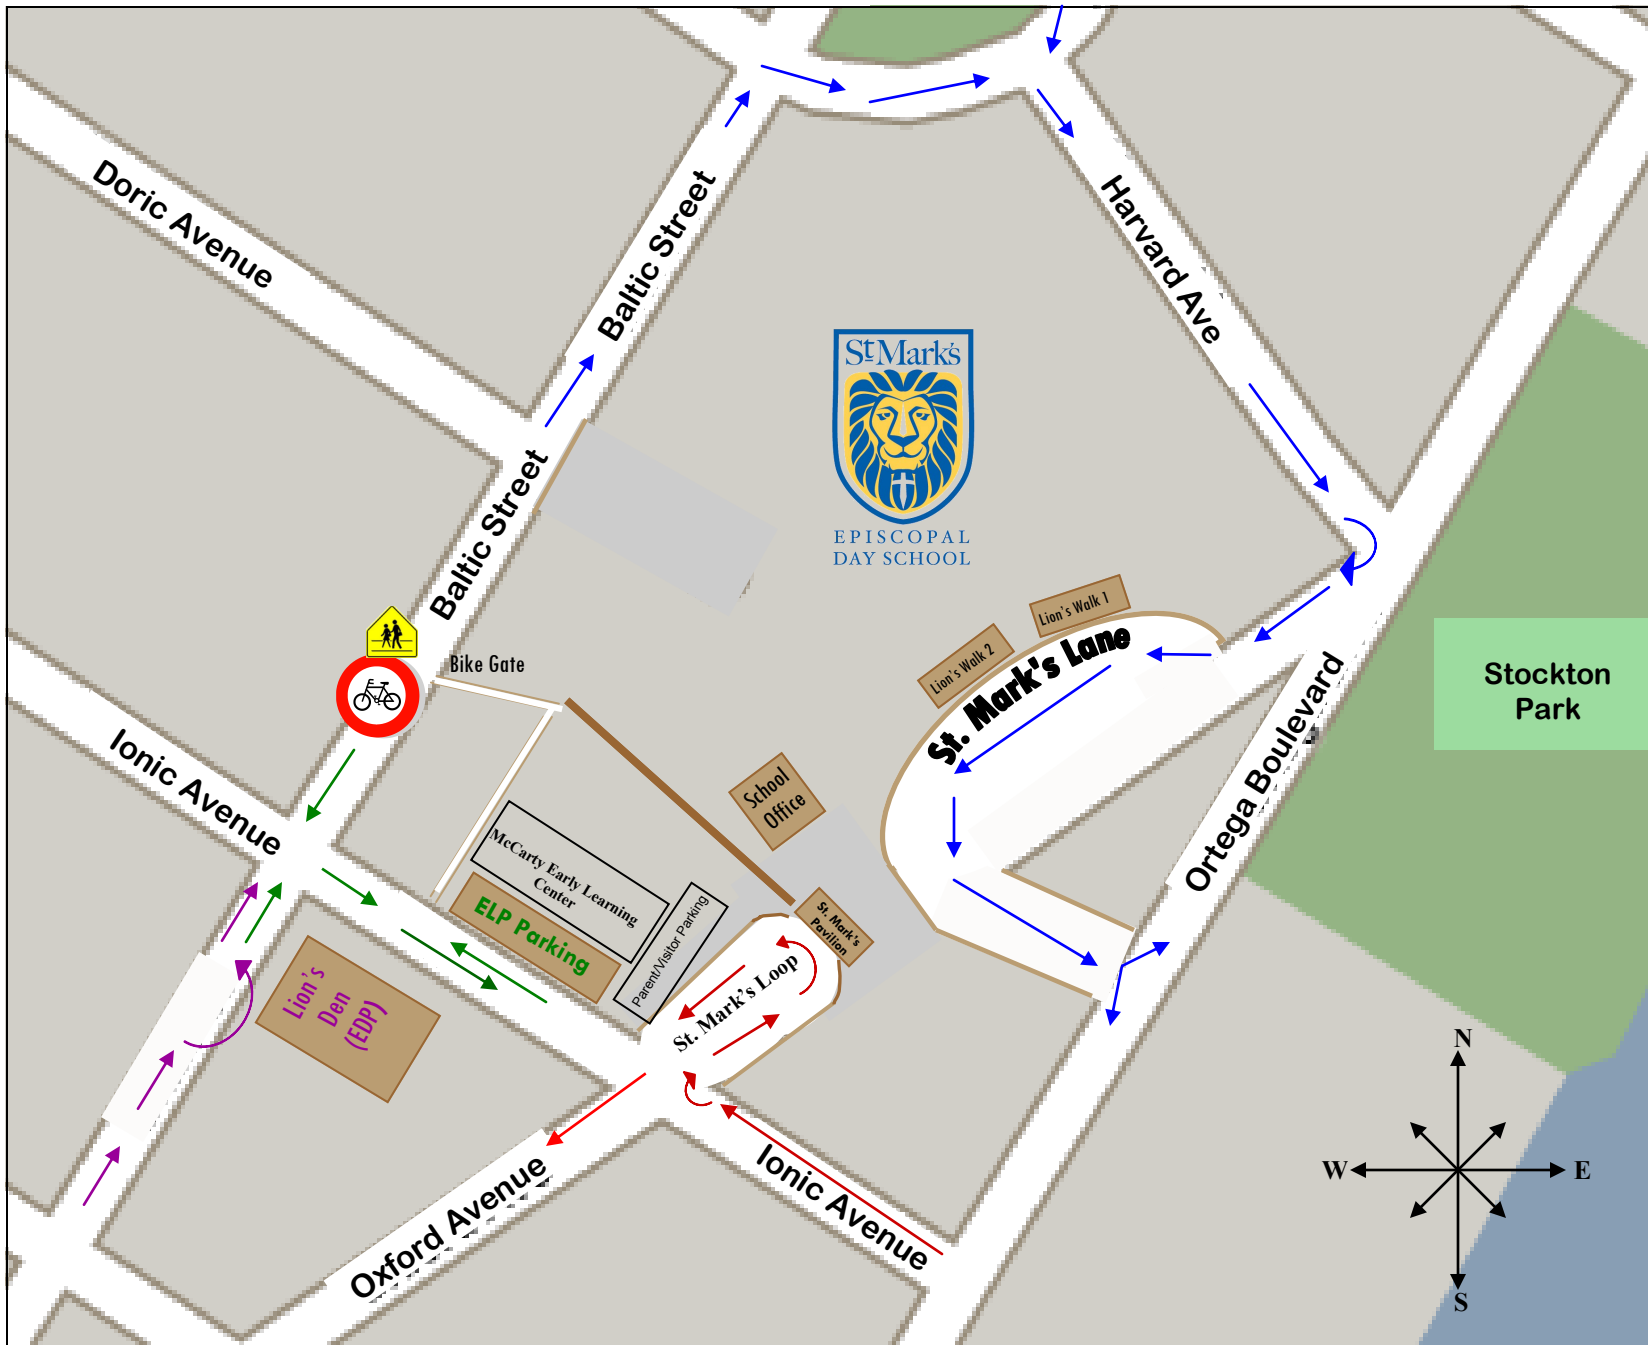 Doric Avenue
Baltic Street
Harvard Ave
St Mark's
EPISCOPAL
DAY SCHOOL
Baltic Street
Lion's Walk 1
Lion's Walk 2
St. Mark's Lane
Bike Gate
Stockton
Park
Ortega Boulevard
Ionic Avenue
School
Office
McCarty Early Learning
Center
ELP Parking
Parent/Visitor Parking
St. Mark's
Pavilion
St. Mark's Loop
Lion's
Den
(EDP)
Oxford Avenue
Ionic Avenue
N
W
E
S